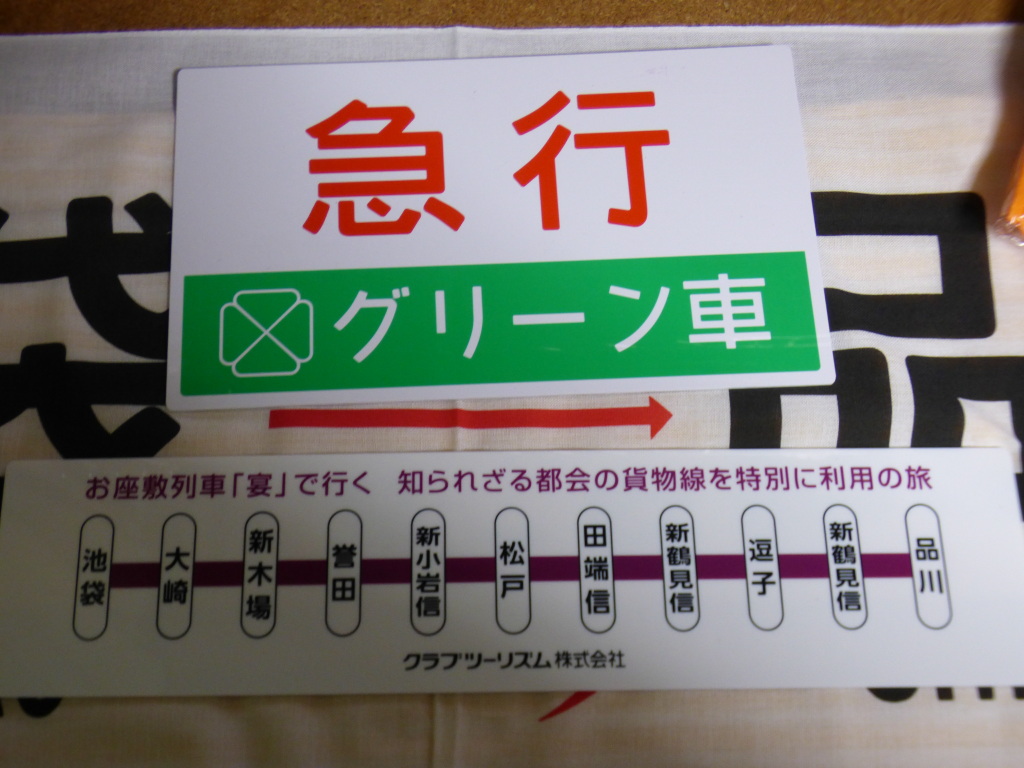 急行
グリーン車
袋
品
お座敷列車「宴」で行く 知られざる都会の貨物線を特別に利用の旅
池袋 大崎 新木場 誉田 新小岩信 松戸 田端信 新鶴見信 逗子 新鶴見信 品川
クラブツーリズム株式会社